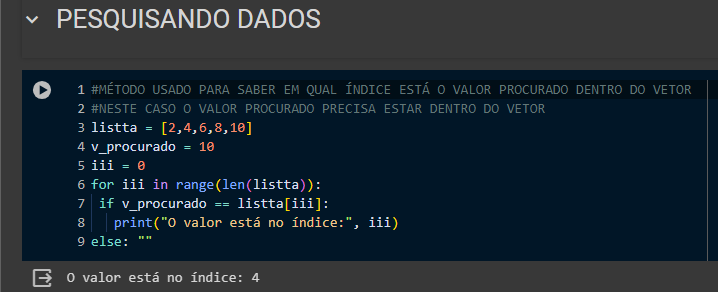 PESQUISANDO DADOS
1 #MÉTODO USADO PARA SABER EM QUAL ÍNDICE ESTÁ O VALOR PROCURADO DENTRO DO VETOR
2 #NESTE CASO O VALOR PROCURADO PRECISA ESTAR DENTRO DO VETOR
3 listta = [2,4,6,8,10]
4 v_procurado = 10
5 iii = 0
6 for iii in range(len(listta)):
7  if v_procurado == listta[iii]:
8   print("O valor está no índice:", iii)
9 else: ""
O valor está no índice: 4